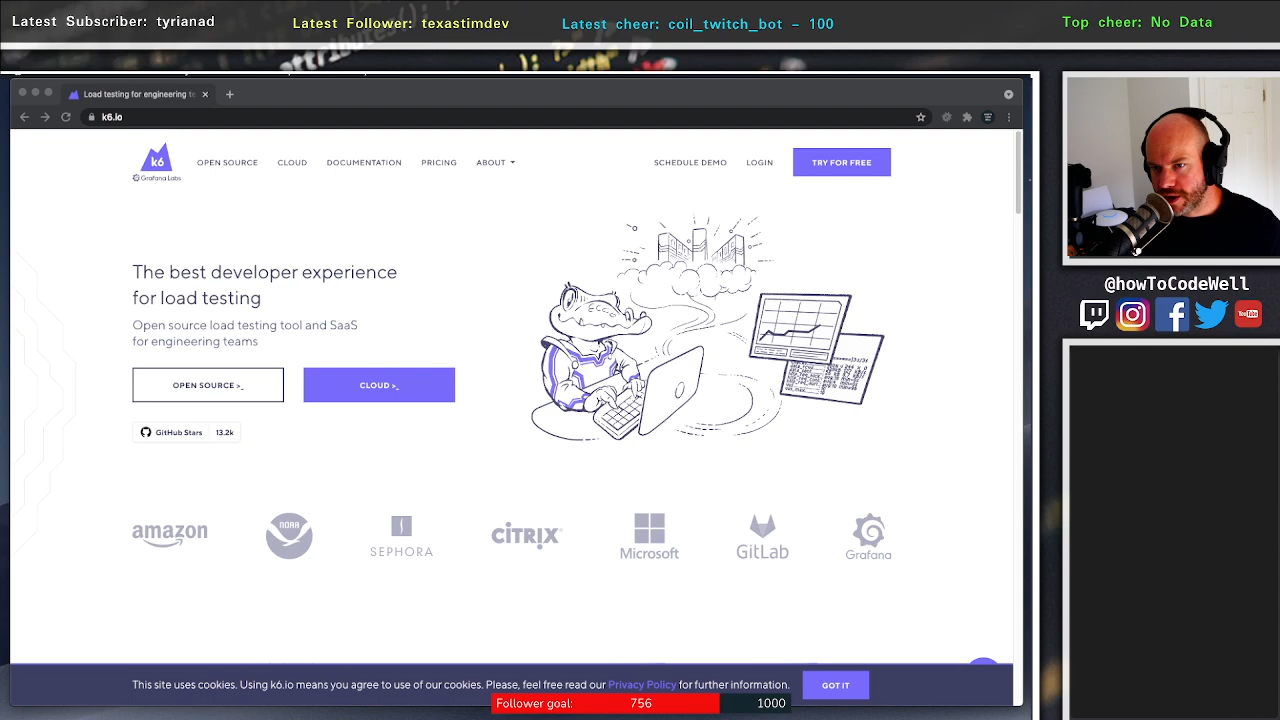 Latest Subscriber: tyrianad
Latest Follower: texastimdev
Latest cheer: coil_twitch_bot - 100
Top cheer: No Data
attributes();
Load testing for engineering te
k6.io
k6
Grafana Labs
OPEN SOURCE
CLOUD
DOCUMENTATION
PRICING
ABOUT
SCHEDULE DEMO
LOGIN
TRY FOR FREE
The best developer experience
for load testing
Open source load testing tool and SaaS
for engineering teams
OPEN SOURCE >_
CLOUD >_
GitHub Stars
13.2k
amazon
NOAA
SEPHORA
CİTRIX
Microsoft
GitLab
Grafana
This site uses cookies. Using k6.io means you agree to use of our cookies. Please, feel free read our Privacy Policy for further information.
GOT IT
Follower goal:
756
1000
@howToCodeWell
You Tube